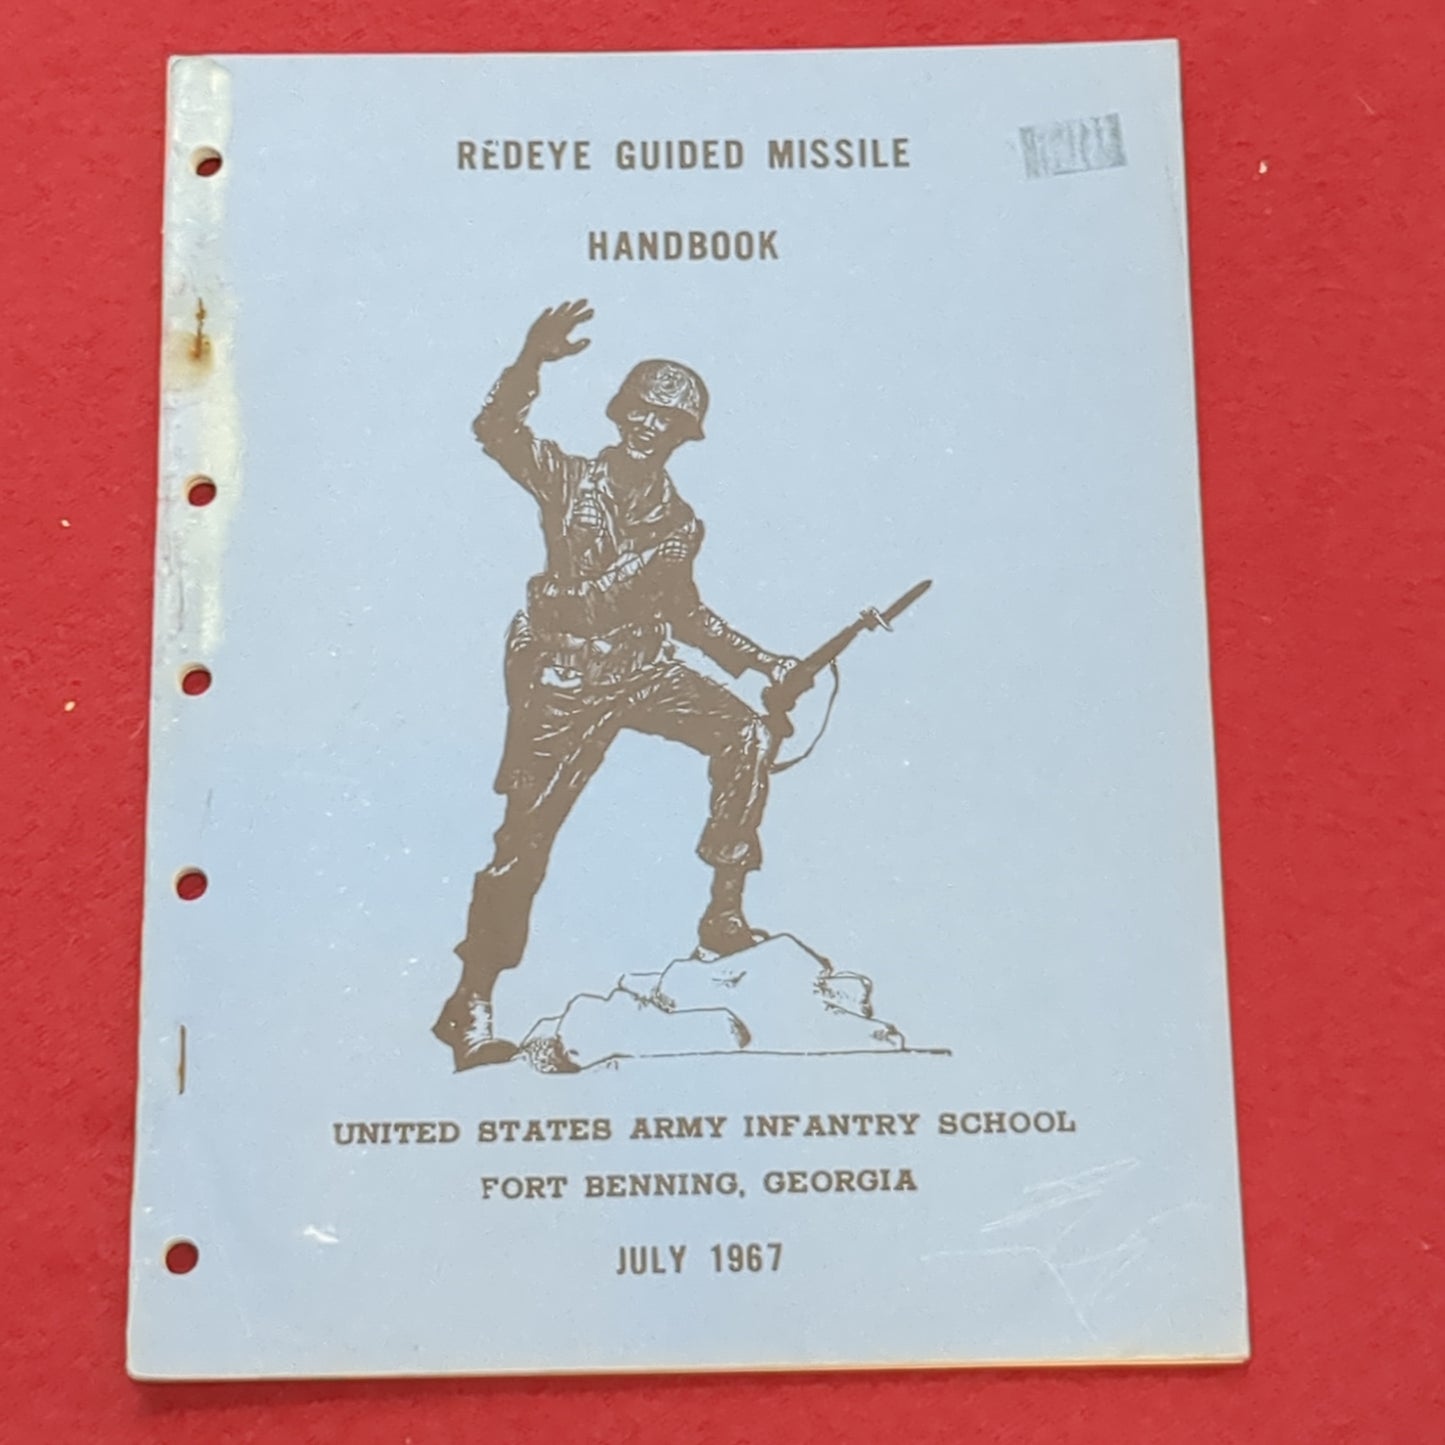 REDEYE GUIDED MISSILE
HANDBOOK
UNITED STATES ARMY INFANTRY SCHOOL
FORT BENNING, GEORGIA
JULY 1967